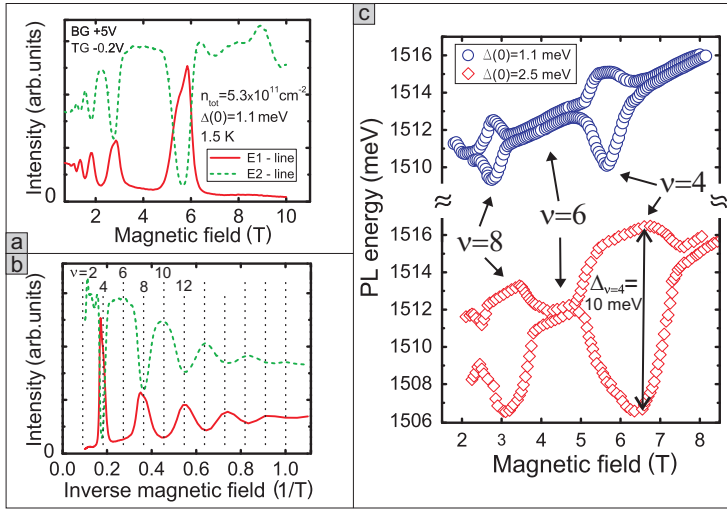 a
BG +5V
TG -0.2V
n_tot=5.3x10^11 cm^-2
Δ(0)=1.1 meV
1.5 K
E1 - line
E2 - line
Intensity (arb.units)
0
2 4 6 8 10
Magnetic field (T)
b
ν=2 4 6 8 10 12
Intensity (arb.units)
0
0.0 0.2 0.4 0.6 0.8 1.0
Inverse magnetic field (1/T)
c
Δ(0)=1.1 meV
Δ(0)=2.5 meV
PL energy (meV)
1516
1514
1512
1510
ν=8
ν=6
ν=4
1516
1514
1512
1510
1508
1506
Δν=4=
10 meV
2 3 4 5 6 7 8
Magnetic field (T)